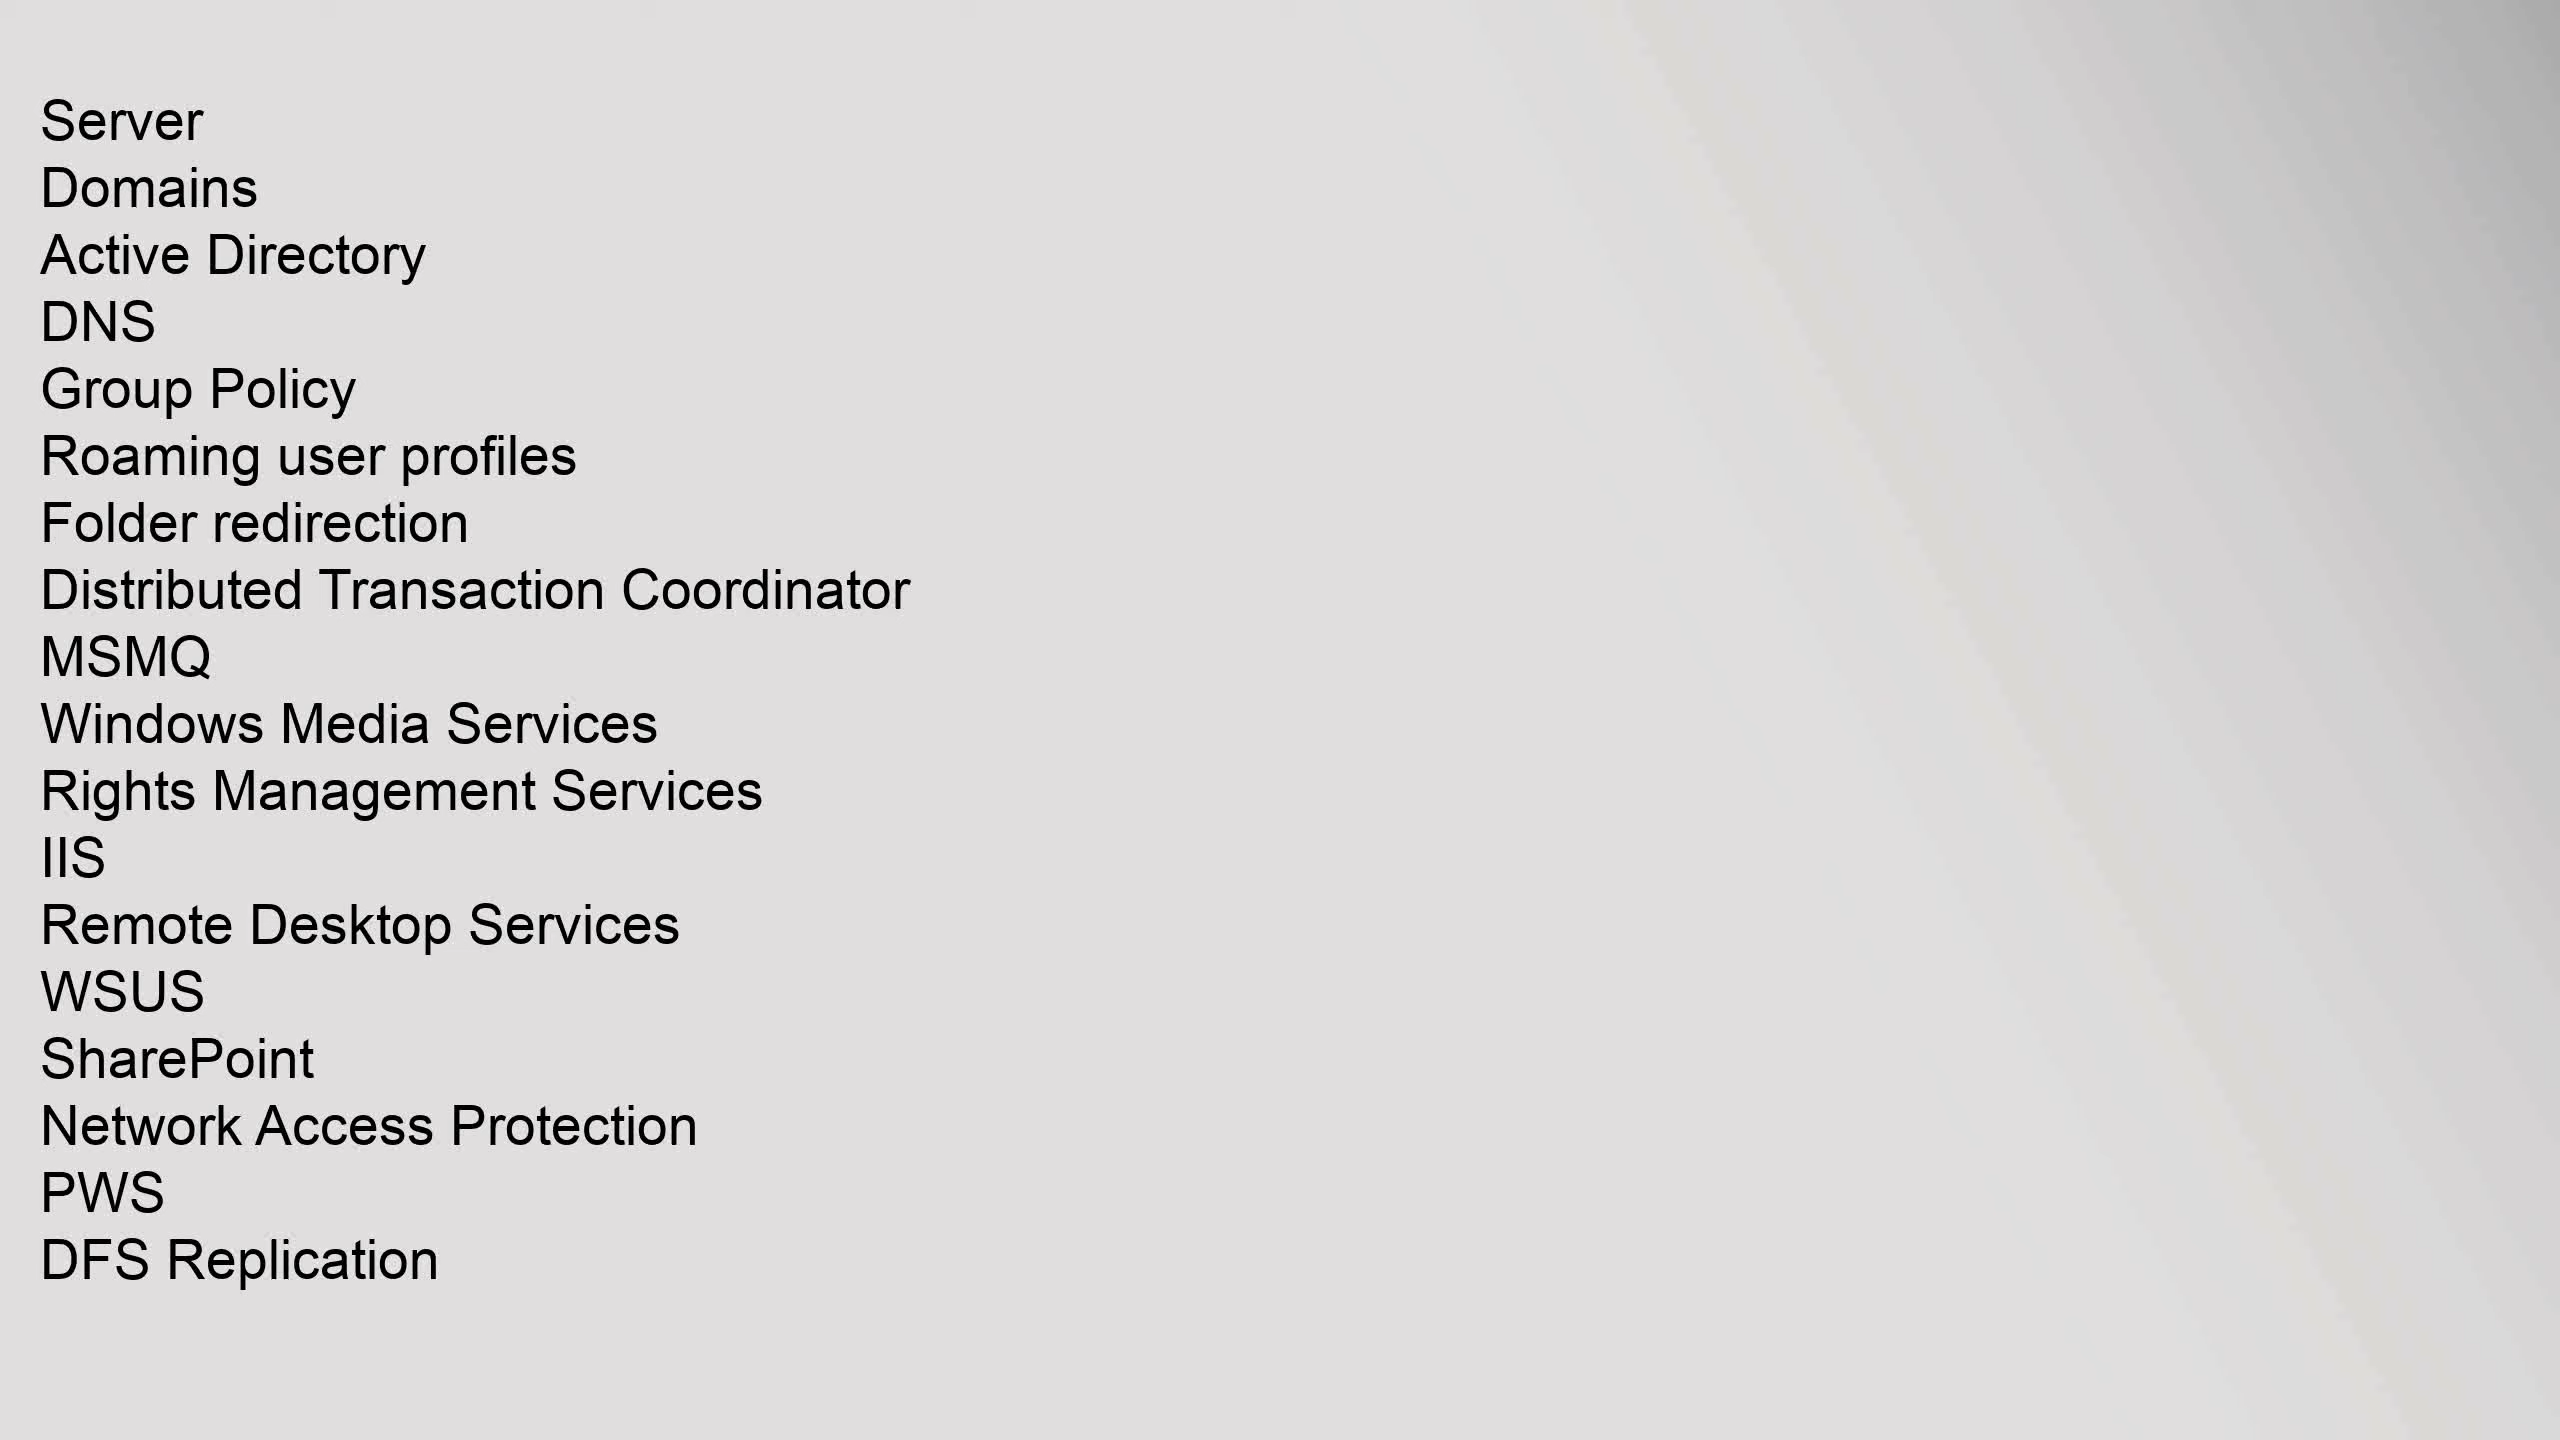 Server
Domains
Active Directory
DNS
Group Policy
Roaming user profiles
Folder redirection
Distributed Transaction Coordinator
MSMQ
Windows Media Services
Rights Management Services
IIS
Remote Desktop Services
WSUS
SharePoint
Network Access Protection
PWS
DFS Replication